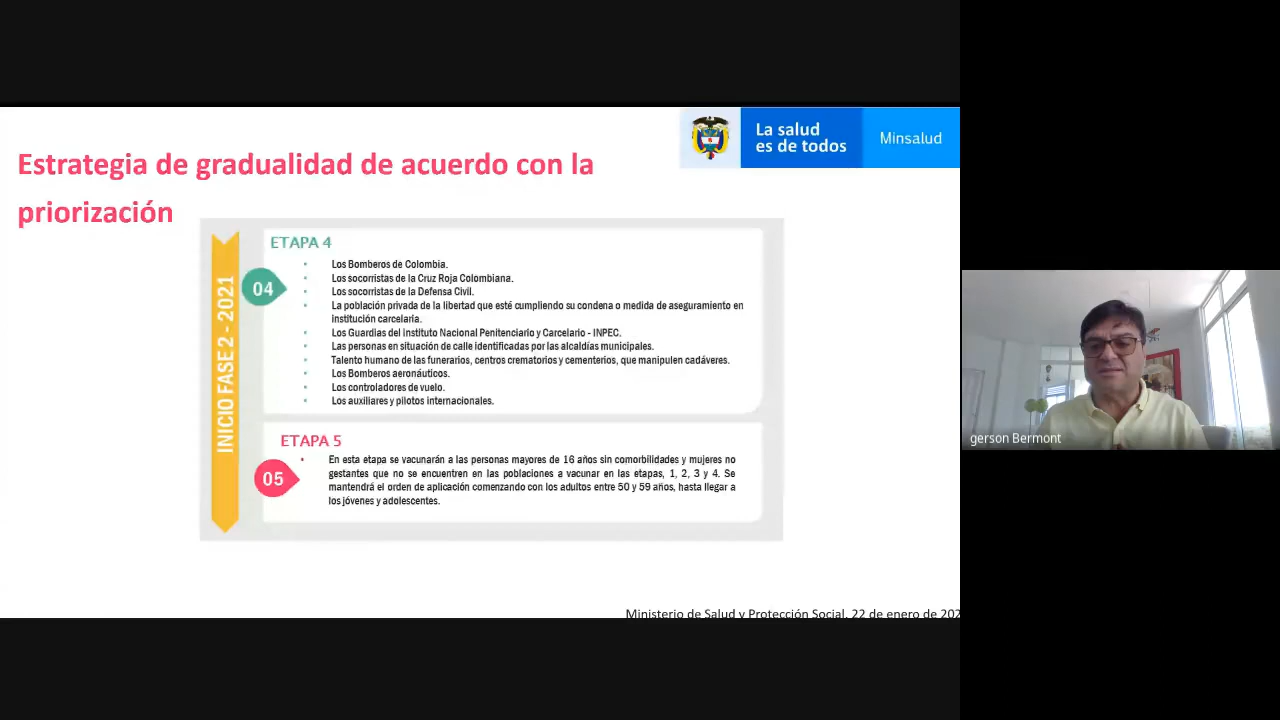 La salud
es de todos
Minsalud
Estrategia de gradualidad de acuerdo con la
priorización
INICIO FASE 2 - 2021
ETAPA 4
04
• Los Bomberos de Colombia.
• Los socorristas de la Cruz Roja Colombiana.
• Los socorristas de la Defensa Civil.
• La población privada de la libertad que esté cumpliendo su condena o medida de aseguramiento en
institución carcelaria.
• Los Guardias del instituto Nacional Penitenciario y Carcelario - INPEC.
• Las personas en situación de calle identificadas por las alcaldías municipales.
Talento humano de las funerarios, centros crematorios y cementerios, que manipulen cadáveres.
• Los Bomberos aeronáuticos.
• Los controladores de vuelo.
• Los auxiliares y pilotos internacionales.
ETAPA 5
05
• En esta etapa se vacunarán a las personas mayores de 16 años sin comorbilidades y mujeres no
gestantes que no se encuentren en las poblaciones a vacunar en las etapas, 1, 2, 3 y 4. Se
mantendrá el orden de aplicación comenzando con los adultos entre 50 y 59 años, hasta llegar a
los jóvenes y adolescentes.
Ministerio de Salud y Protección Social, 22 de enero de 202
gerson Bermont